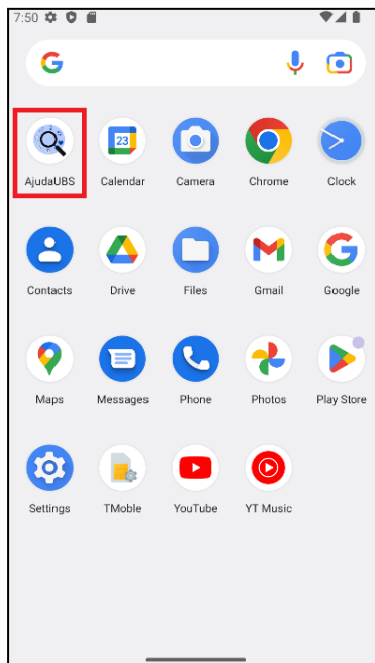 7:50
AjudaUBS Calendar Camera Chrome Clock
Contacts Drive Files Gmail Google
Maps Messages Phone Photos Play Store
Settings TMoble YouTube YT Music